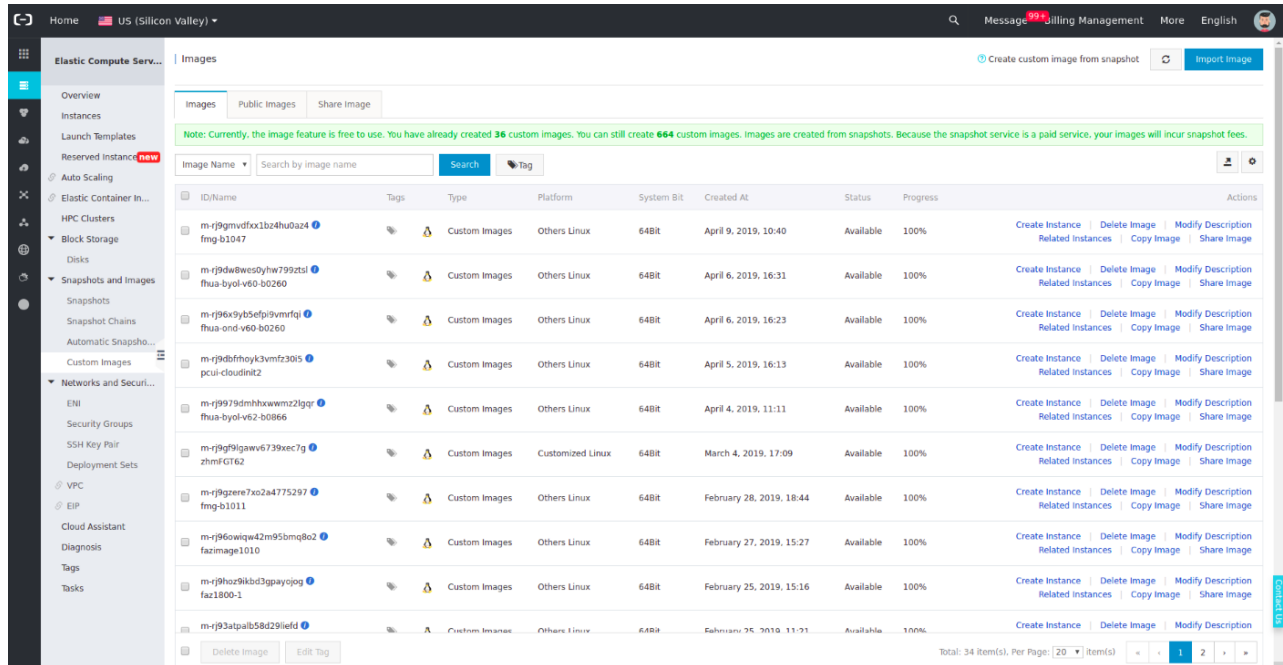 Home US (Silicon Valley) Message 99+ Billing Management More English
Elastic Compute Serv...
Overview
Instances
Launch Templates
Reserved Instance new
Auto Scaling
Elastic Container In...
HPC Clusters
Block Storage
Disks
Snapshots and Images
Snapshots
Snapshot Chains
Automatic Snapsho...
Custom Images
Networks and Securi...
ENI
Security Groups
SSH Key Pair
Deployment Sets
VPC
EIP
Cloud Assistant
Diagnosis
Tags
Tasks
Images
Create custom image from snapshot Import Image
Images Public Images Share Image
Note: Currently, the image feature is free to use. You have already created 36 custom images. You can still create 664 custom images. Images are created from snapshots. Because the snapshot service is a paid service, your images will incur snapshot fees.
Image Name Search by image name Search Tag
ID/Name Tags Type Platform System Bit Created At Status Progress Actions
m-rj9gmvdfxx1bz4hu0az4
fmg-b1047
Custom Images Others Linux 64Bit April 9, 2019, 10:40 Available 100%
Create Instance | Delete Image | Modify Description
Related Instances | Copy Image | Share Image
m-rj9dw8wes0yhw799ztsl
fhua-byol-v60-b0260
Custom Images Others Linux 64Bit April 6, 2019, 16:31 Available 100%
Create Instance | Delete Image | Modify Description
Related Instances | Copy Image | Share Image
m-rj96x9yb5efpi9vmrfqi
fhua-ond-v60-b0260
Custom Images Others Linux 64Bit April 6, 2019, 16:23 Available 100%
Create Instance | Delete Image | Modify Description
Related Instances | Copy Image | Share Image
m-rj9dbfrhoyk3vmfz30i5
pcui-cloudinit2
Custom Images Others Linux 64Bit April 5, 2019, 16:13 Available 100%
Create Instance | Delete Image | Modify Description
Related Instances | Copy Image | Share Image
m-rj9979dmhhxwwmz2lgqr
fhua-byol-v62-b0866
Custom Images Others Linux 64Bit April 4, 2019, 11:11 Available 100%
Create Instance | Delete Image | Modify Description
Related Instances | Copy Image | Share Image
m-rj9gf9lgawv6739xec7g
zhmFGT62
Custom Images Customized Linux 64Bit March 4, 2019, 17:09 Available 100%
Create Instance | Delete Image | Modify Description
Related Instances | Copy Image | Share Image
m-rj9gzere7xo2a4775297
fmg-b1011
Custom Images Others Linux 64Bit February 28, 2019, 18:44 Available 100%
Create Instance | Delete Image | Modify Description
Related Instances | Copy Image | Share Image
m-rj96owiqw42m95bmq8o2
fazimage1010
Custom Images Others Linux 64Bit February 27, 2019, 15:27 Available 100%
Create Instance | Delete Image | Modify Description
Related Instances | Copy Image | Share Image
m-rj9hoz9ikbd3gpayojog
faz1800-1
Custom Images Others Linux 64Bit February 25, 2019, 15:16 Available 100%
Create Instance | Delete Image | Modify Description
Related Instances | Copy Image | Share Image
m-rj93atpalb58d29liefd
Custom Images Others Linux 64Bit February 25, 2019, 11:21 Available 100%
Create Instance | Delete Image | Modify Description
Delete Image Edit Tag Total: 34 item(s), Per Page: 20 item(s) « ‹ 1 2 › »
Contact Us